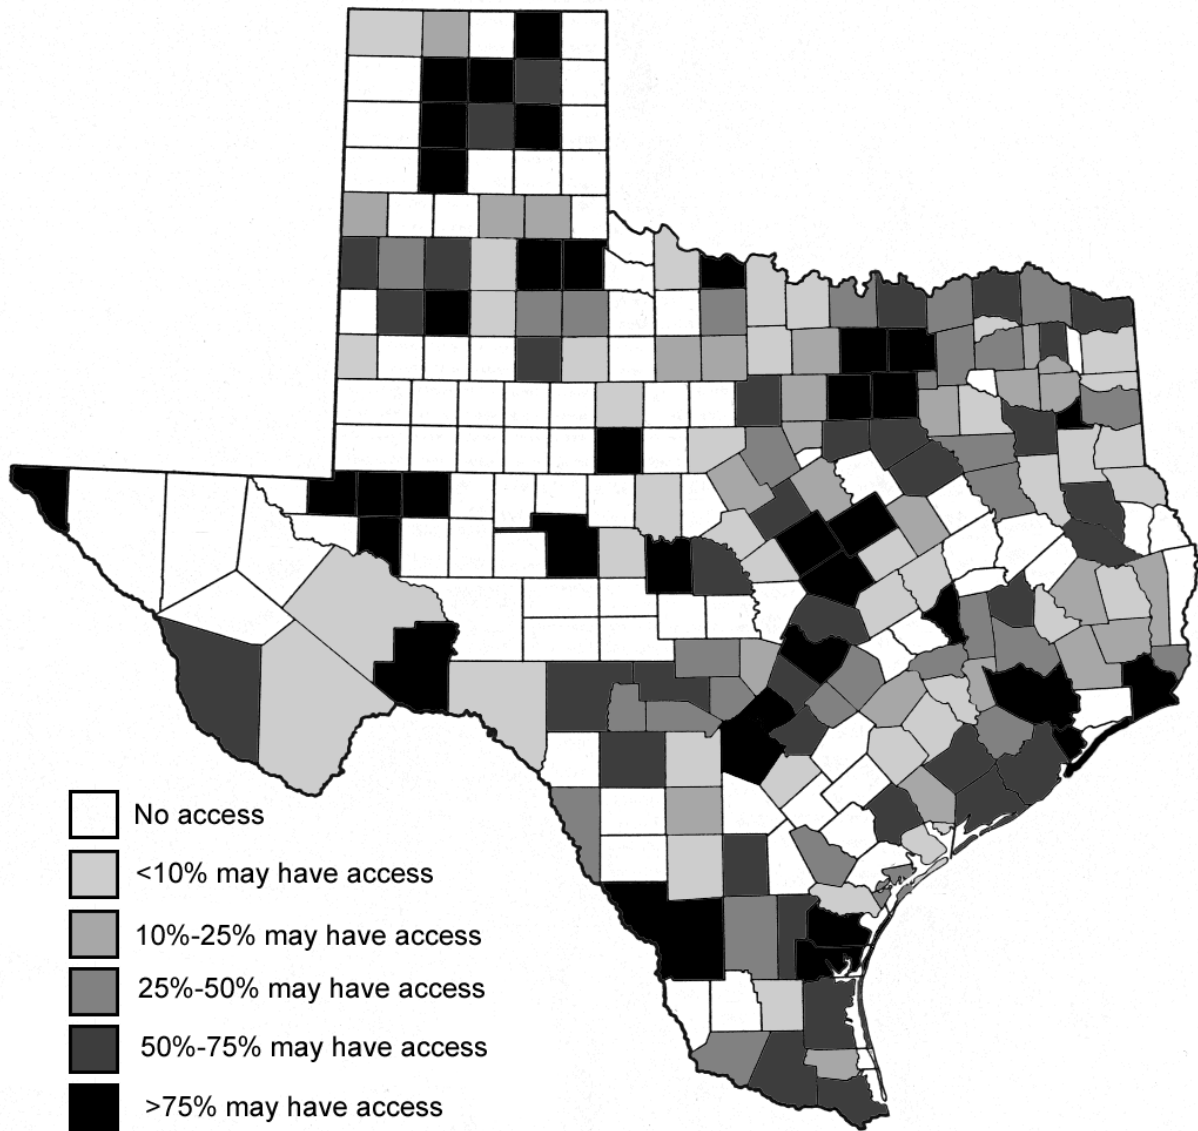 No access
<10% may have access
10%-25% may have access
25%-50% may have access
50%-75% may have access
>75% may have access